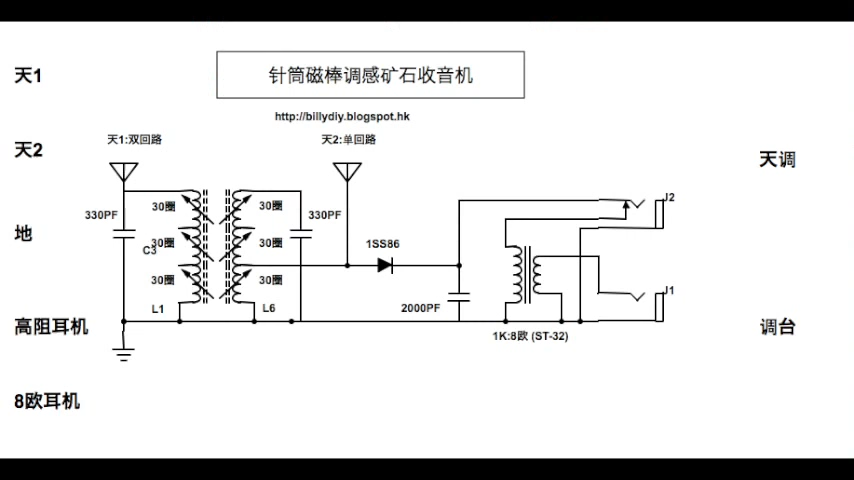 针筒磁棒调感矿石收音机
http://billydiy.blogspot.hk
天1
天2
地
高阻耳机
8欧耳机
天1:双回路
天2:单回路
330PF
C3
30圈
30圈
30圈
L1
30圈
30圈
30圈
L6
330PF
1SS86
2000PF
1K:8欧 (ST-32)
J2
J1
天调
调台